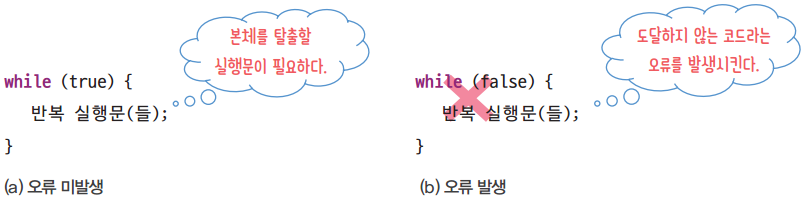 본체를 탈출할
실행문이 필요하다.
while (true) {
반복 실행문(들);
}
(a) 오류 미발생
도달하지 않는 코드라는
오류를 발생시킨다.
while (false) {
반복 실행문(들);
}
(b) 오류 발생